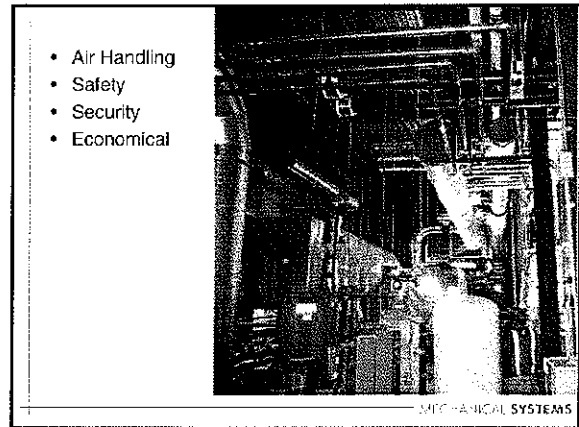 • Air Handling
• Safety
• Security
• Economical
MECHANICAL SYSTEMS